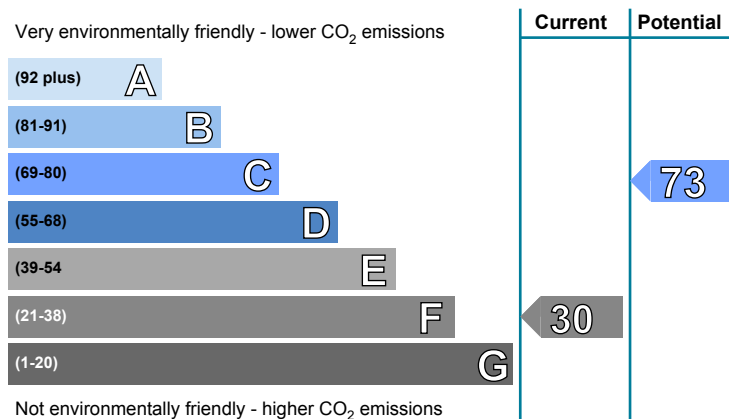 Current Potential
Very environmentally friendly - lower CO2 emissions
(92 plus) A
(81-91) B
(69-80) C
73
(55-68) D
(39-54 E
(21-38) F
30
(1-20) G
Not environmentally friendly - higher CO2 emissions